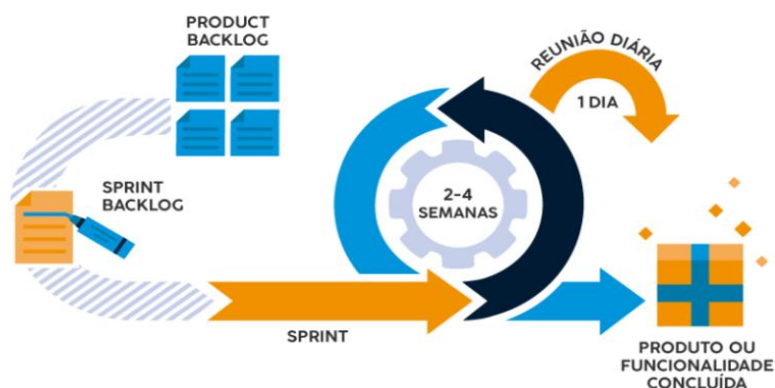 PRODUCT
BACKLOG
REUNIÃO DIÁRIA
1 DIA
SPRINT
BACKLOG
2-4
SEMANAS
SPRINT
PRODUTO OU
FUNCIONALIDADE
CONCLUÍDA